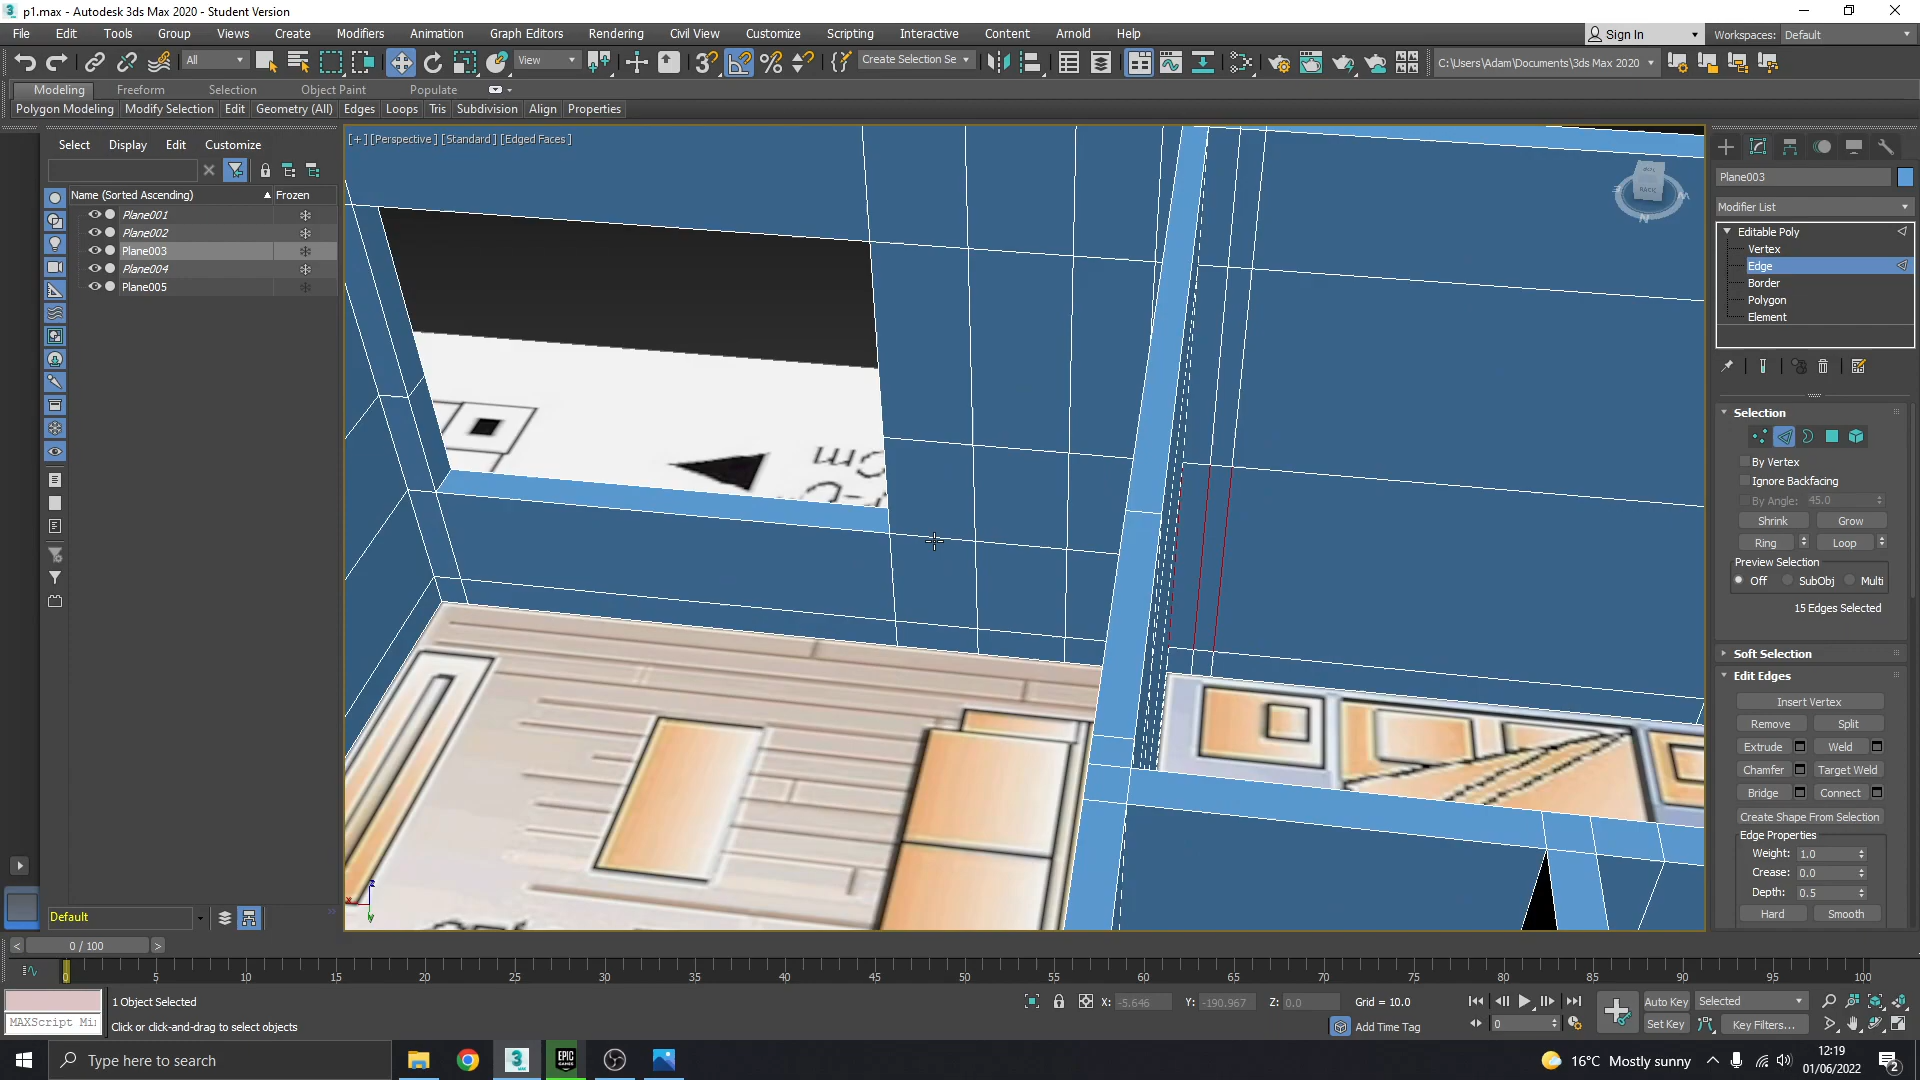 p1.max - Autodesk 3ds Max 2020 - Student Version
File Edit Tools Group Views Create Modifiers Animation Graph Editors Rendering Civil View Customize Scripting Interactive Content Arnold Help
Sign In Workspaces: Default
All View Create Selection Se C:\Users\Adam\Documents\3ds Max 2020
Modeling Freeform Selection Object Paint Populate
Polygon Modeling Modify Selection Edit Geometry (All) Edges Loops Tris Subdivision Align Properties
Select Display Edit Customize
Name (Sorted Ascending) Frozen
Plane001
Plane002
Plane003
Plane004
Plane005
[+] [Perspective] [Standard] [Edged Faces]
Plane003
Modifier List
Editable Poly
Vertex
Edge
Border
Polygon
Element
Selection
By Vertex
Ignore Backfacing
By Angle: 45.0
Shrink Grow
Ring Loop
Preview Selection
Off SubObj Multi
15 Edges Selected
Soft Selection
Edit Edges
Insert Vertex
Remove Split
Extrude Weld
Chamfer Target Weld
Bridge Connect
Create Shape From Selection
Edge Properties
Weight: 1.0
Crease: 0.0
Depth: 0.5
Hard Smooth
Default
0 / 100
0 5 10 15 20 25 30 35 40 45 50 55 60 65 70 75 80 85 90 95 100
1 Object Selected
X: -5.646 Y: -190.967 Z: 0.0 Grid = 10.0
Auto Key Selected
MAXScript Mi
Click or click-and-drag to select objects
Add Time Tag
0
Set Key Key Filters...
Type here to search
EPIC GAMES
16°C Mostly sunny
12:19
01/06/2022
2